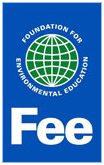 FOUNDATION FOR
ENVIRONMENTAL EDUCATION
Fee